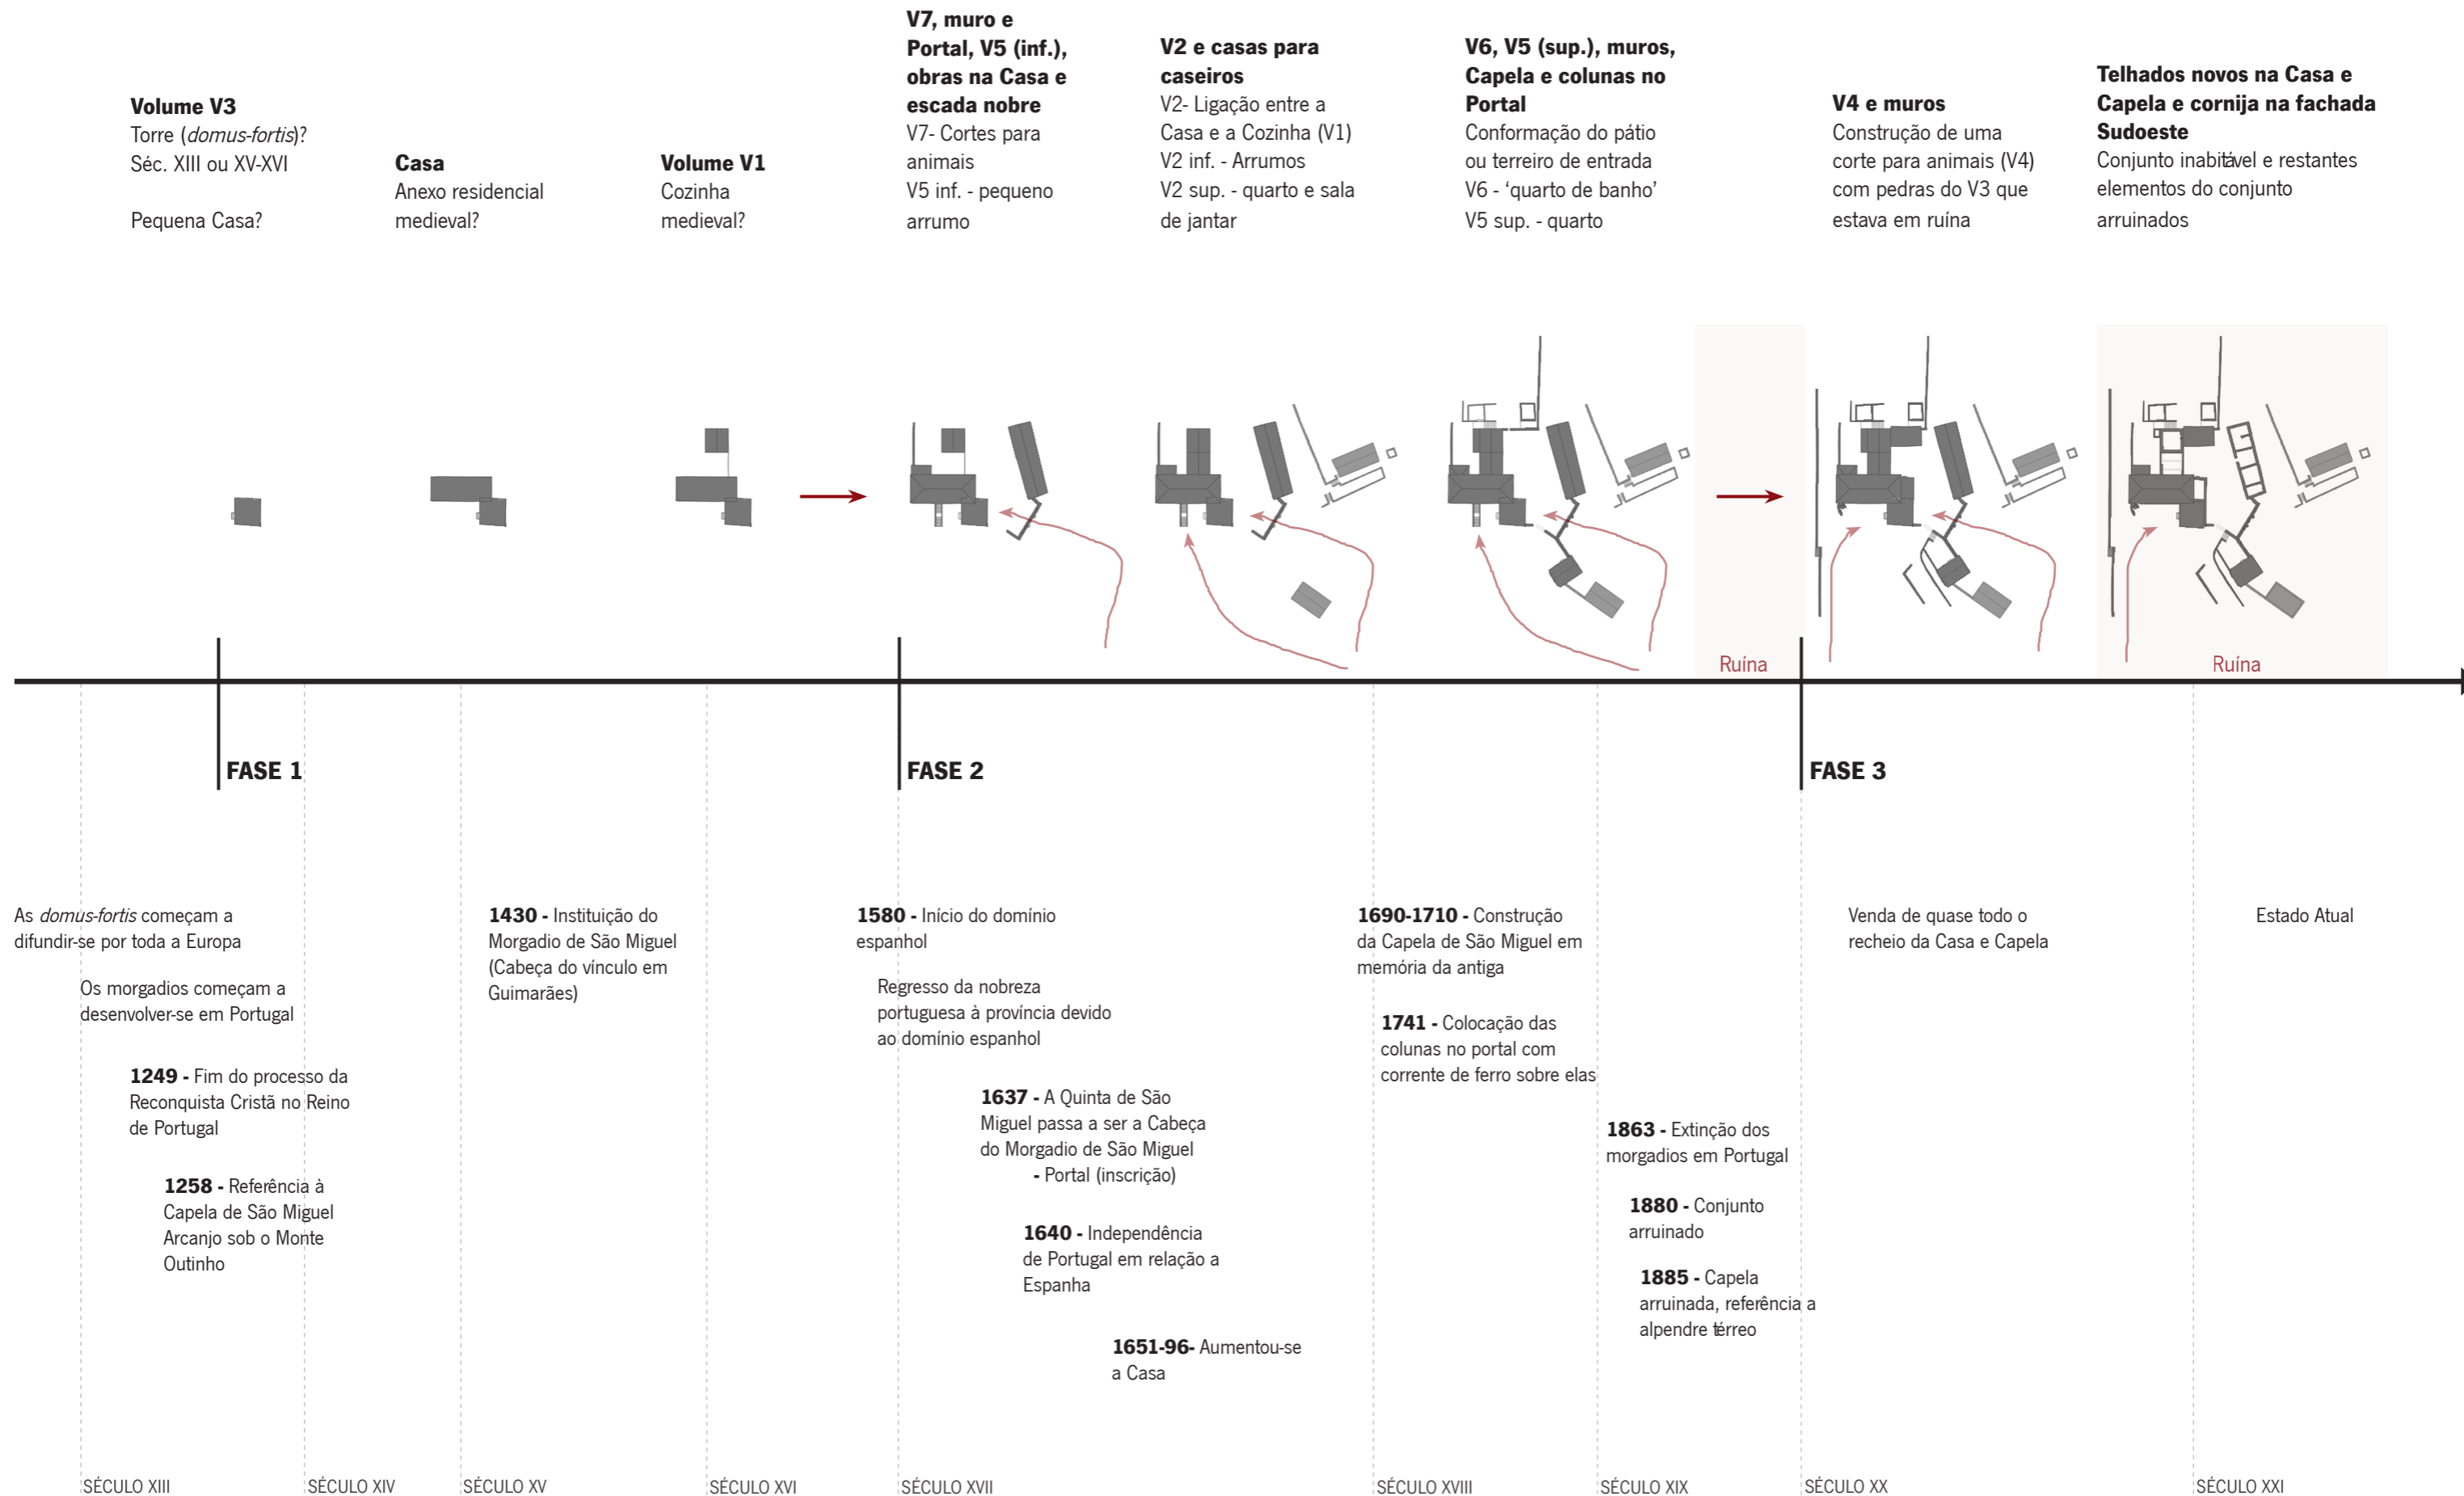 Volume V3
Torre (domus-fortis)?
Séc. XIII ou XV-XVI
Pequena Casa?
Casa
Anexo residencial
medieval?
Volume V1
Cozinha
medieval?
V7, muro e
Portal, V5 (inf.),
obras na Casa e
escada nobre
V7- Cortes para
animais
V5 inf. - pequeno
arrumo
V2 e casas para
caseiros
V2- Ligação entre a
Casa e a Cozinha (V1)
V2 inf. - Arrumos
V2 sup. - quarto e sala
de jantar
V6, V5 (sup.), muros,
Capela e colunas no
Portal
Conformação do pátio
ou terreiro de entrada
V6 - ‘quarto de banho’
V5 sup. - quarto
V4 e muros
Construção de uma
corte para animais (V4)
com pedras do V3 que
estava em ruína
Telhados novos na Casa e
Capela e cornija na fachada
Sudoeste
Conjunto inabitável e restantes
elementos do conjunto
arruinados
Ruína
Ruína
FASE 1
FASE 2
FASE 3
As domus-fortis começam a
difundir-se por toda a Europa
Os morgadios começam a
desenvolver-se em Portugal
1249 - Fim do processo da
Reconquista Cristã no Reino
de Portugal
1258 - Referência à
Capela de São Miguel
Arcanjo sob o Monte
Outinho
1430 - Instituição do
Morgadio de São Miguel
(Cabeça do vínculo em
Guimarães)
1580 - Início do domínio
espanhol
Regresso da nobreza
portuguesa à província devido
ao domínio espanhol
1637 - A Quinta de São
Miguel passa a ser a Cabeça
do Morgadio de São Miguel
- Portal (inscrição)
1640 - Independência
de Portugal em relação a
Espanha
1651-96- Aumentou-se
a Casa
1690-1710 - Construção
da Capela de São Miguel em
memória da antiga
1741 - Colocação das
colunas no portal com
corrente de ferro sobre elas
1863 - Extinção dos
morgadios em Portugal
1880 - Conjunto
arruinado
1885 - Capela
arruinada, referência a
alpendre térreo
Venda de quase todo o
recheio da Casa e Capela
Estado Atual
SÉCULO XIII
SÉCULO XIV
SÉCULO XV
SÉCULO XVI
SÉCULO XVII
SÉCULO XVIII
SÉCULO XIX
SÉCULO XX
SÉCULO XXI